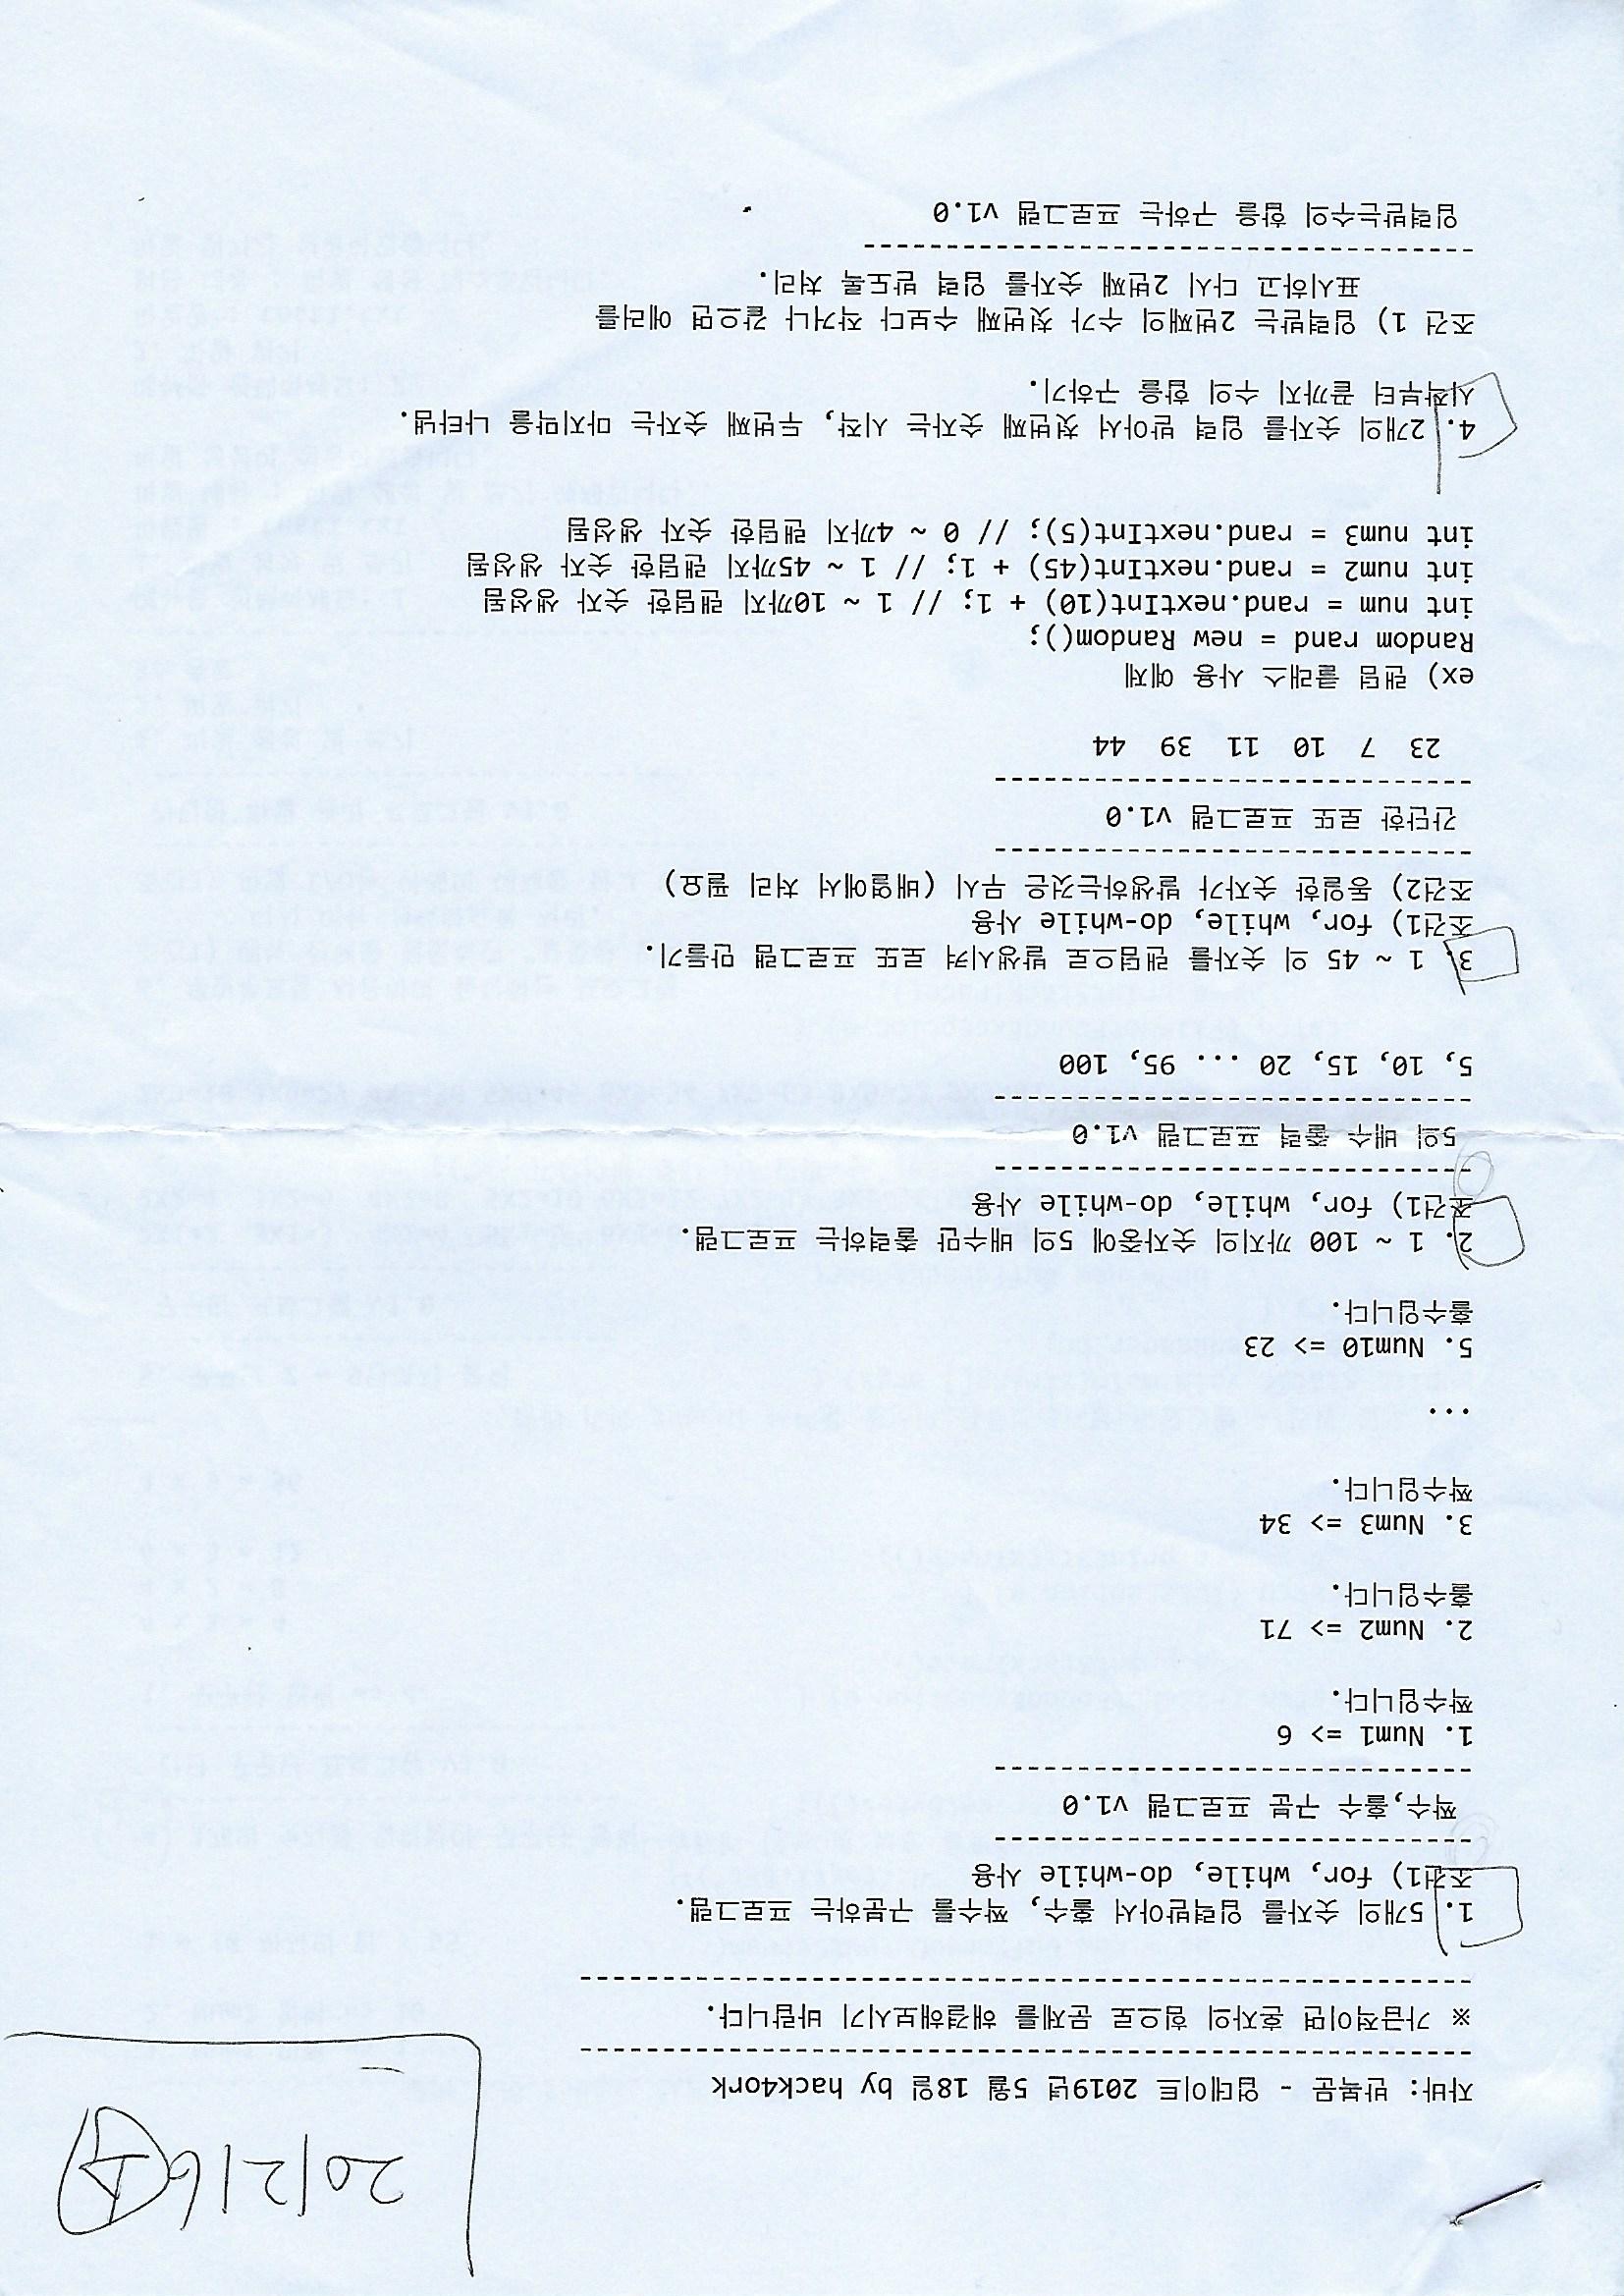 201216 수
자바: 반복문 - 업데이트 2019년 5월 18일 by hack4ork
------------------------------------------------------
※ 가급적이면 혼자의 힘으로 문제를 해결해보시기 바랍니다.
------------------------------------------------------
1. 5개의 숫자를 입력받아서 홀수, 짝수를 구분하는 프로그램.
조건1) for, while, do-while 사용
-----------------------------
짝수,홀수 구분 프로그램 v1.0
-----------------------------
1. Num1 => 6
짝수입니다.
2. Num2 => 71
홀수입니다.
3. Num3 => 34
짝수입니다.
...
5. Num10 => 23
홀수입니다.
2. 1 ~ 100 까지의 숫자중에 5의 배수만 출력하는 프로그램.
조건1) for, while, do-while 사용
-----------------------------
5의 배수 출력 프로그램 v1.0
-----------------------------
5, 10, 15, 20 ... 95, 100
3. 1 ~ 45 의 숫자를 랜덤으로 발생시켜 로또 프로그램 만들기.
조건1) for, while, do-while 사용
조건2) 동일한 숫자가 발생하는것은 무시 (배열에서 처리 필요)
-----------------------------
간단한 로또 프로그램 v1.0
-----------------------------
23 7 10 11 39 44
ex) 랜덤 클래스 사용 예제
Random rand = new Random();
int num = rand.nextInt(10) + 1; // 1 ~ 10까지 랜덤한 숫자 생성됨
int num2 = rand.nextInt(45) + 1; // 1 ~ 45까지 랜덤한 숫자 생성됨
int num3 = rand.nextInt(5); // 0 ~ 4까지 랜덤한 숫자 생성됨
4. 2개의 숫자를 입력 받아서 첫번째 숫자는 시작, 두번째 숫자는 마지막을 나타냄.
시작부터 끝까지 수의 합을 구하기.
조건 1) 입력받는 2번째의 수가 첫번째 수보다 작거나 같으면 에러를
표시하고 다시 2번째 숫자를 입력 받도록 처리.
-------------------------------------
입력받는수의 합을 구하는 프로그램 v1.0